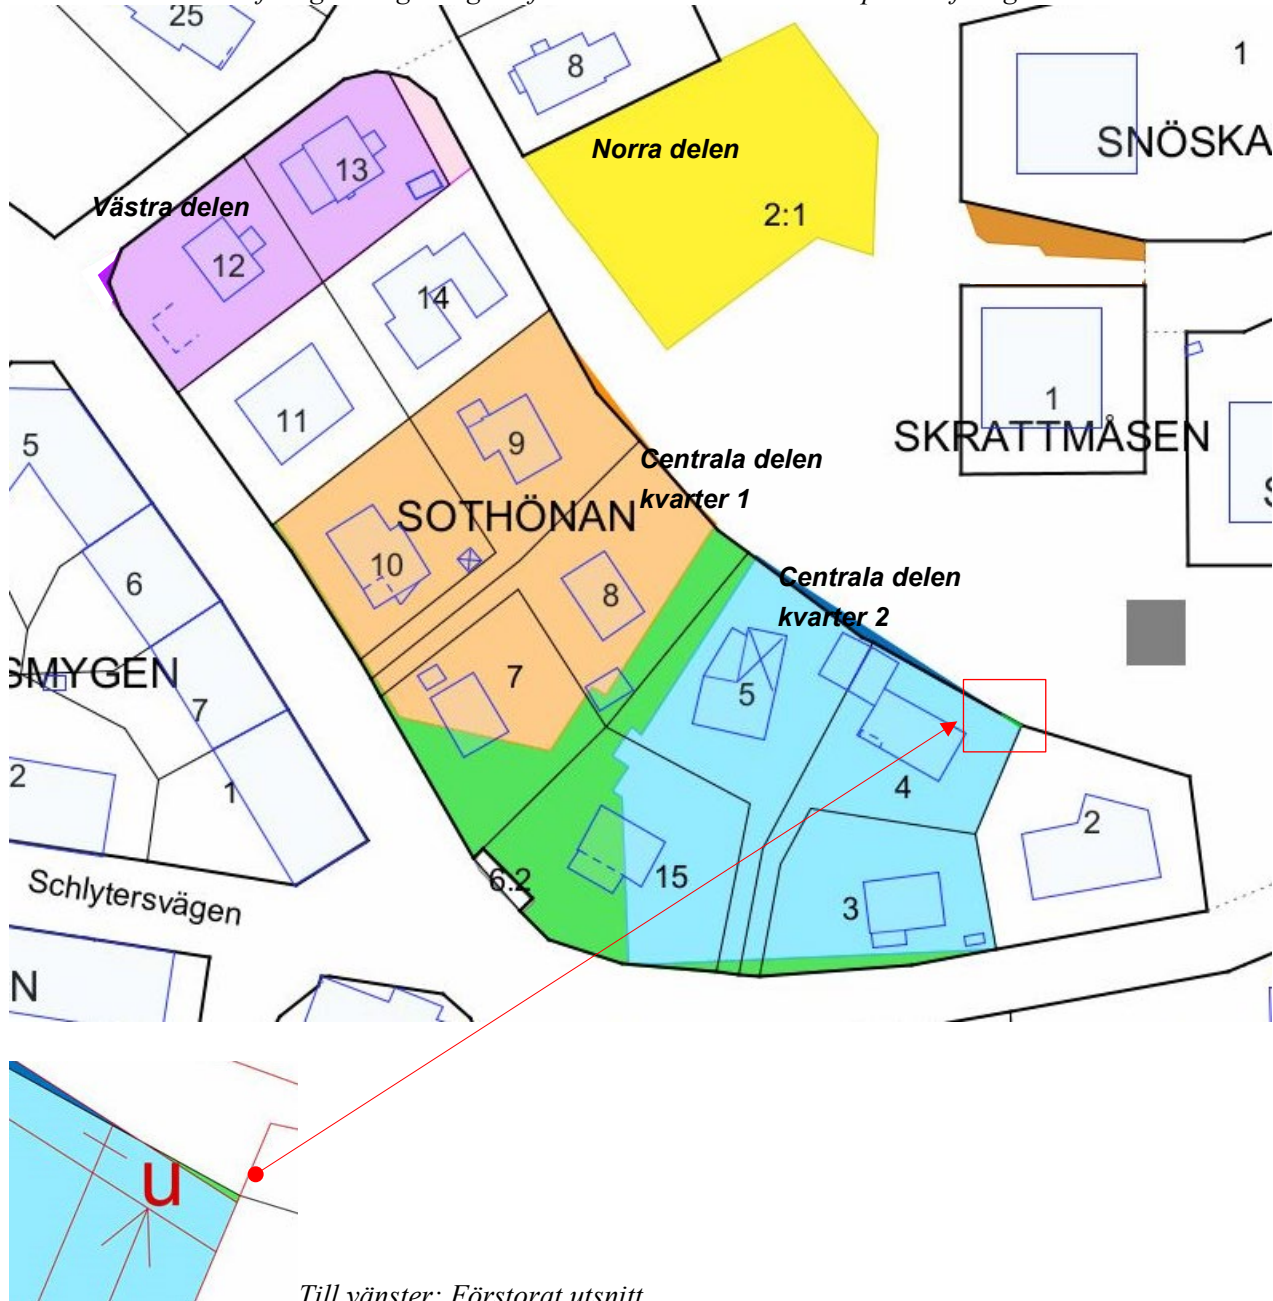 25
8
1
SNÖSKA
Norra delen
13
Västra delen
2:1
12
14
11
1
SKRATTMÅSEN
5
9
Centrala delen
kvarter 1
SOTHÖNAN
10
8
Centrala delen
kvarter 2
6
SMYGEN
7
7
5
2
1
4
2
Schlytersvägen
6:2
15
3
N
u
Till vänster: Förstorat utsnitt